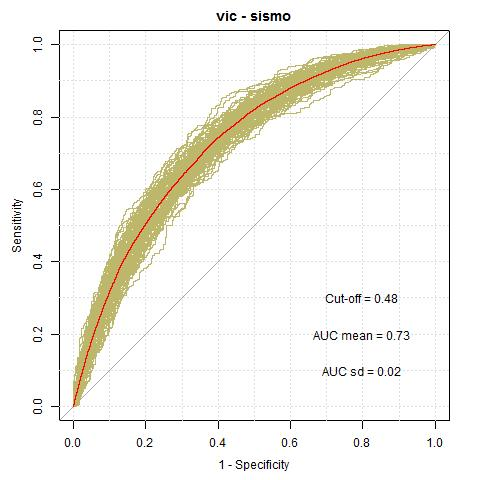 vic - sismo
1.0
0.8
0.6
0.4
0.2
0.0
Sensitivity
Cut-off = 0.48
AUC mean = 0.73
AUC sd = 0.02
0.0 0.2 0.4 0.6 0.8 1.0
1 - Specificity